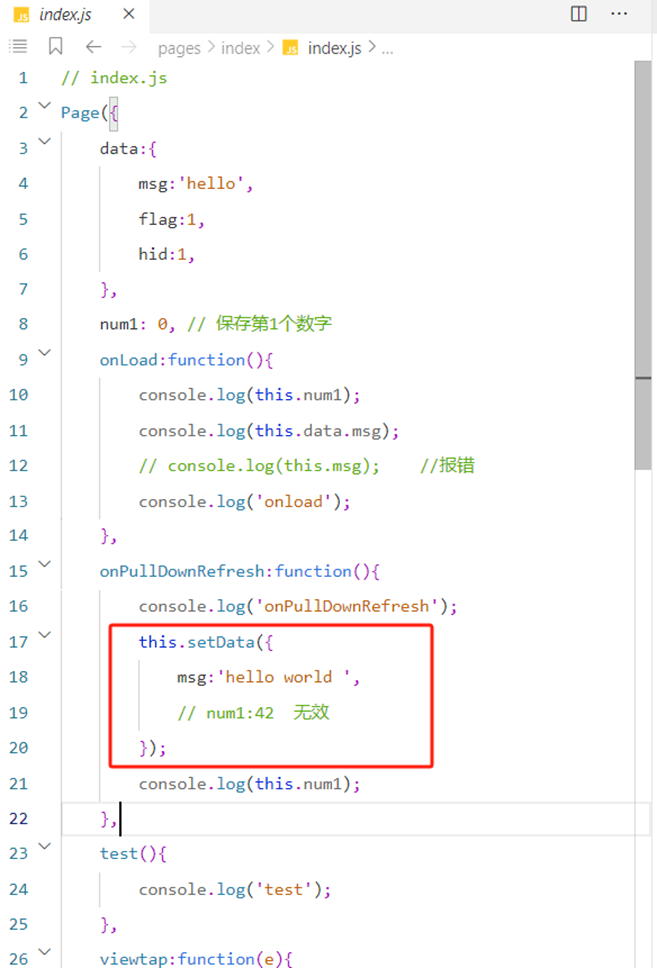 JS index.js ×
pages > index > JS index.js > ...
1 // index.js
2 Page({
3 data:{
4 msg:'hello',
5 flag:1,
6 hid:1,
7 },
8 num1: 0, // 保存第1个数字
9 onLoad:function(){
10 console.log(this.num1);
11 console.log(this.data.msg);
12 // console.log(this.msg); //报错
13 console.log('onload');
14 },
15 onPullDownRefresh:function(){
16 console.log('onPullDownRefresh');
17 this.setData({
18 msg:'hello world ',
19 // num1:42 无效
20 });
21 console.log(this.num1);
22 },
23 test(){
24 console.log('test');
25 },
26 viewtap:function(e){